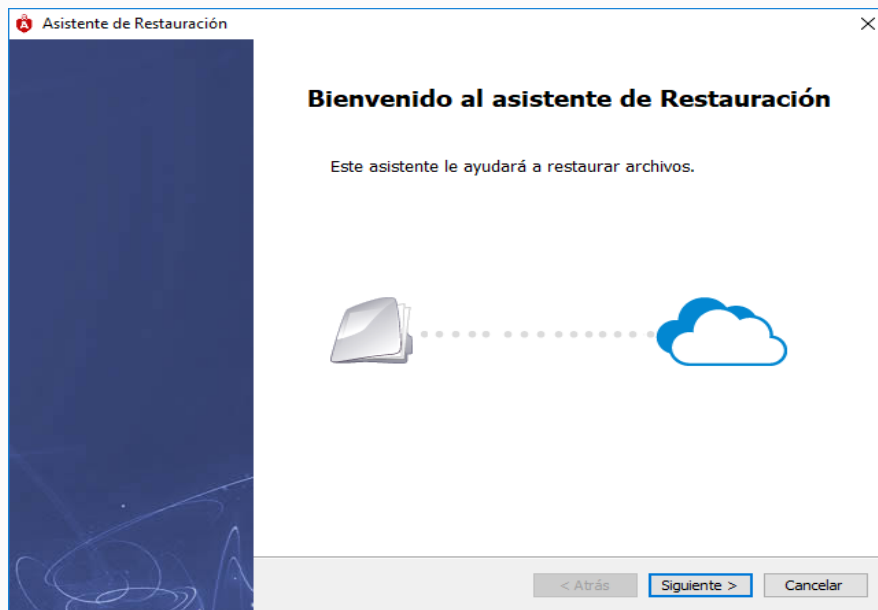 Asistente de Restauración
Bienvenido al asistente de Restauración
Este asistente le ayudará a restaurar archivos.
< Atrás Siguiente > Cancelar